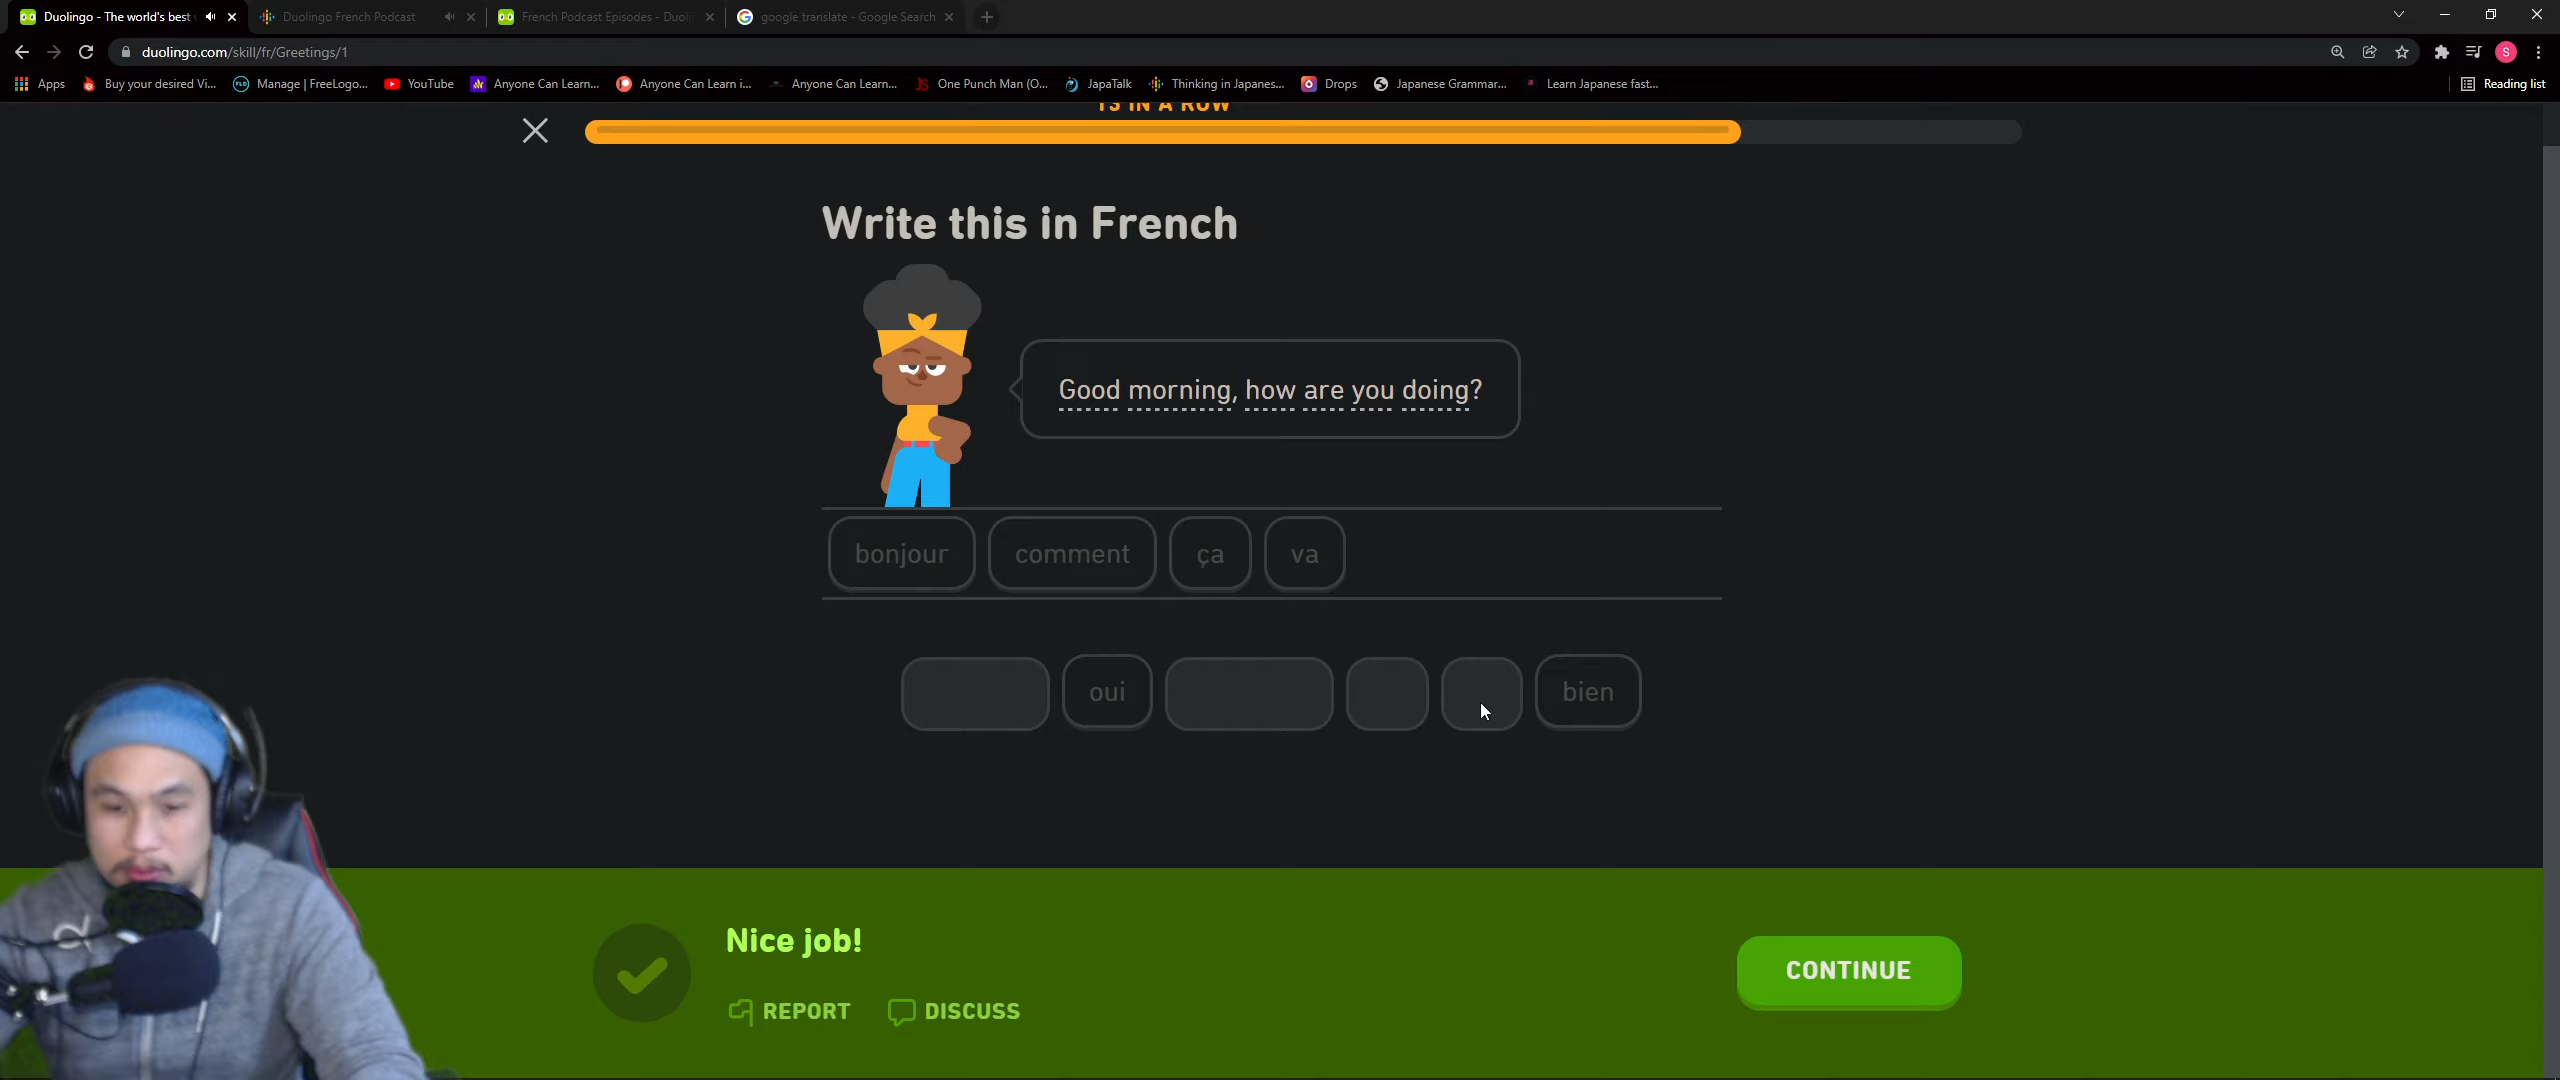 Duolingo - The world's best
Duolingo French Podcast
French Podcast Episodes - Duoli
google translate - Google Search
duolingo.com/skill/fr/Greetings/1
S
Apps
Buy your desired Vi...
Manage | FreeLogo...
YouTube
Anyone Can Learn...
Anyone Can Learn i...
Anyone Can Learn...
One Punch Man (O...
JapaTalk
Thinking in Japanes...
Drops
Japanese Grammar...
Learn Japanese fast...
Reading list
IN A ROW
Write this in French
Good morning, how are you doing?
bonjour comment ça va
oui bien
Nice job!
CONTINUE
REPORT DISCUSS